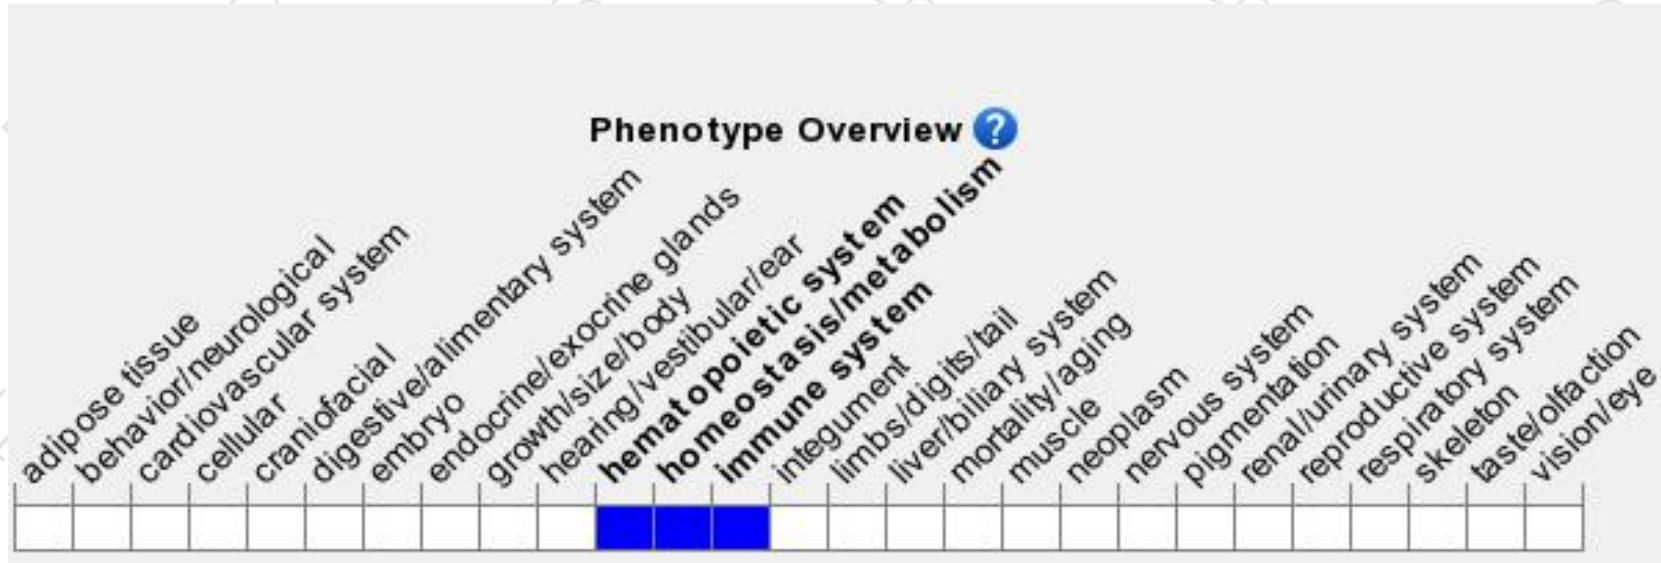 Phenotype Overview ?
adipose tissue
behavior/neurological
cardiovascular system
cellular
craniofacial
digestive/alimentary system
embryo
endocrine/exocrine glands
growth/size/body
hearing/vestibular/ear
hematopoietic system
homeostasis/metabolism
immune system
integument
limbs/digits/tail
liver/biliary system
mortality/aging
muscle
neoplasm
nervous system
pigmentation
renal/urinary system
reproductive system
respiratory system
skeleton
taste/olfaction
vision/eye